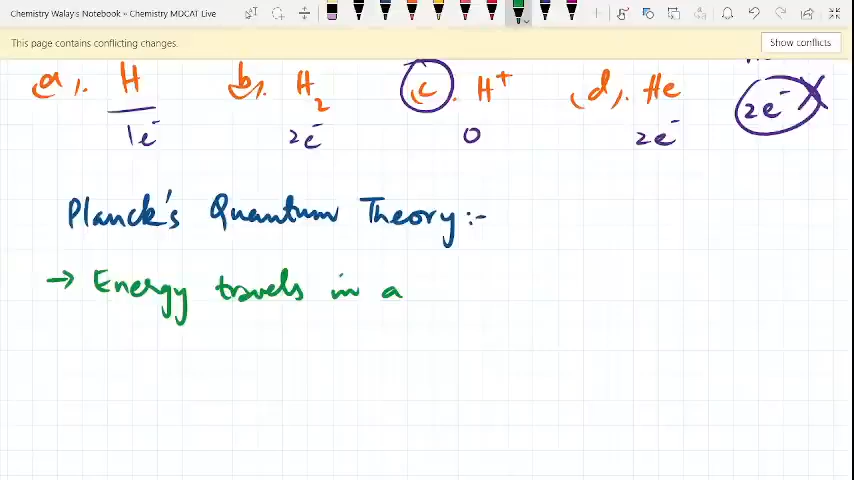 Chemistry Walay's Notebook » Chemistry MDCAT Live
This page contains conflicting changes.
Show conflicts
(a). H (b). H₂ (c). H⁺ (d). He
1e⁻ 2e⁻ 0 2e⁻ 2e⁻
Planck's Quantum Theory:-
→ Energy travels in a